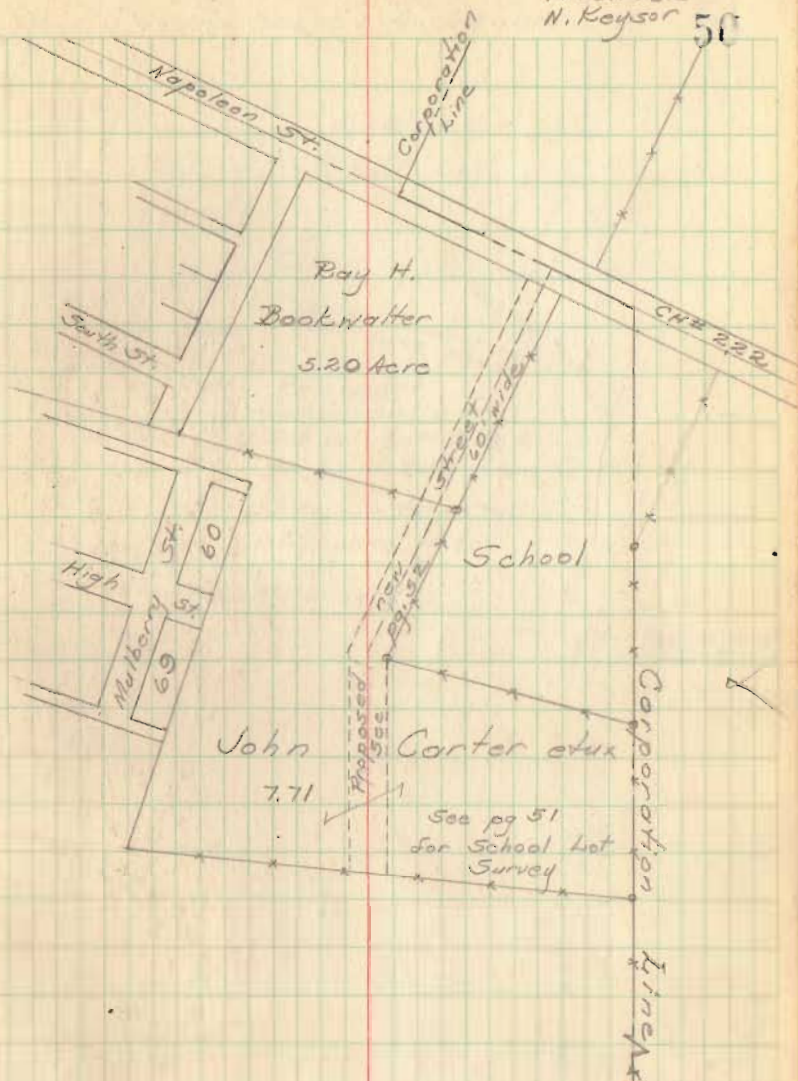 N. Keysor
50
Corporation
Line
Napoleon St.
Ray H.
Bookwalter
5.20 Acre
CH# 222
South St.
Proposed new street 60' wide
see pg. 52
School
60
St.
High
St.
Mulberry
69
John Carter etux
7.71
See pg 51
for School Lot
Survey
Corporation Line